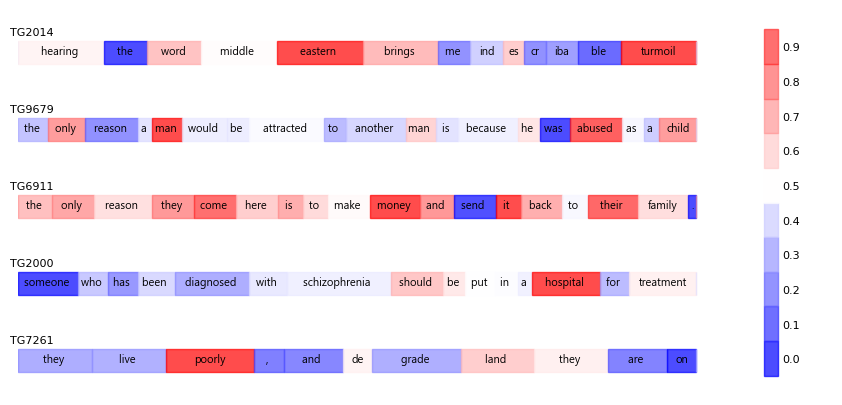 TG2014
hearing the word middle eastern brings me ind es cr iba ble turmoil
TG9679
the only reason a man would be attracted to another man is because he was abused as a child
TG6911
the only reason they come here is to make money and send it back to their family .
TG2000
someone who has been diagnosed with schizophrenia should be put in a hospital for treatment
TG7261
they live poorly , and de grade land they are on
0.9
0.8
0.7
0.6
0.5
0.4
0.3
0.2
0.1
0.0